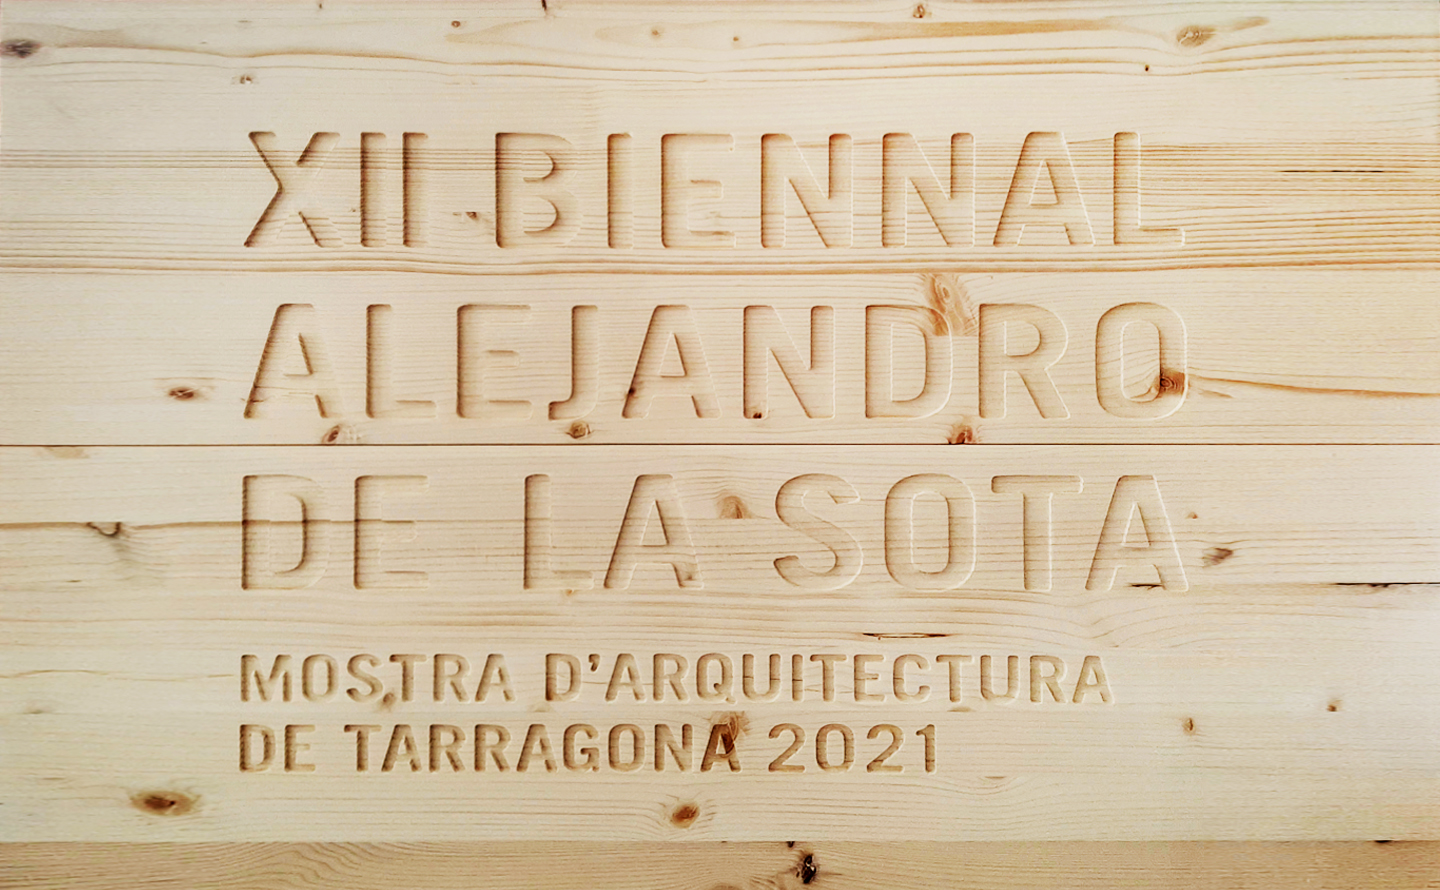 XII BIENNAL
ALEJANDRO
DE LA SOTA
MOSTRA D'ARQUITECTURA
DE TARRAGONA 2021